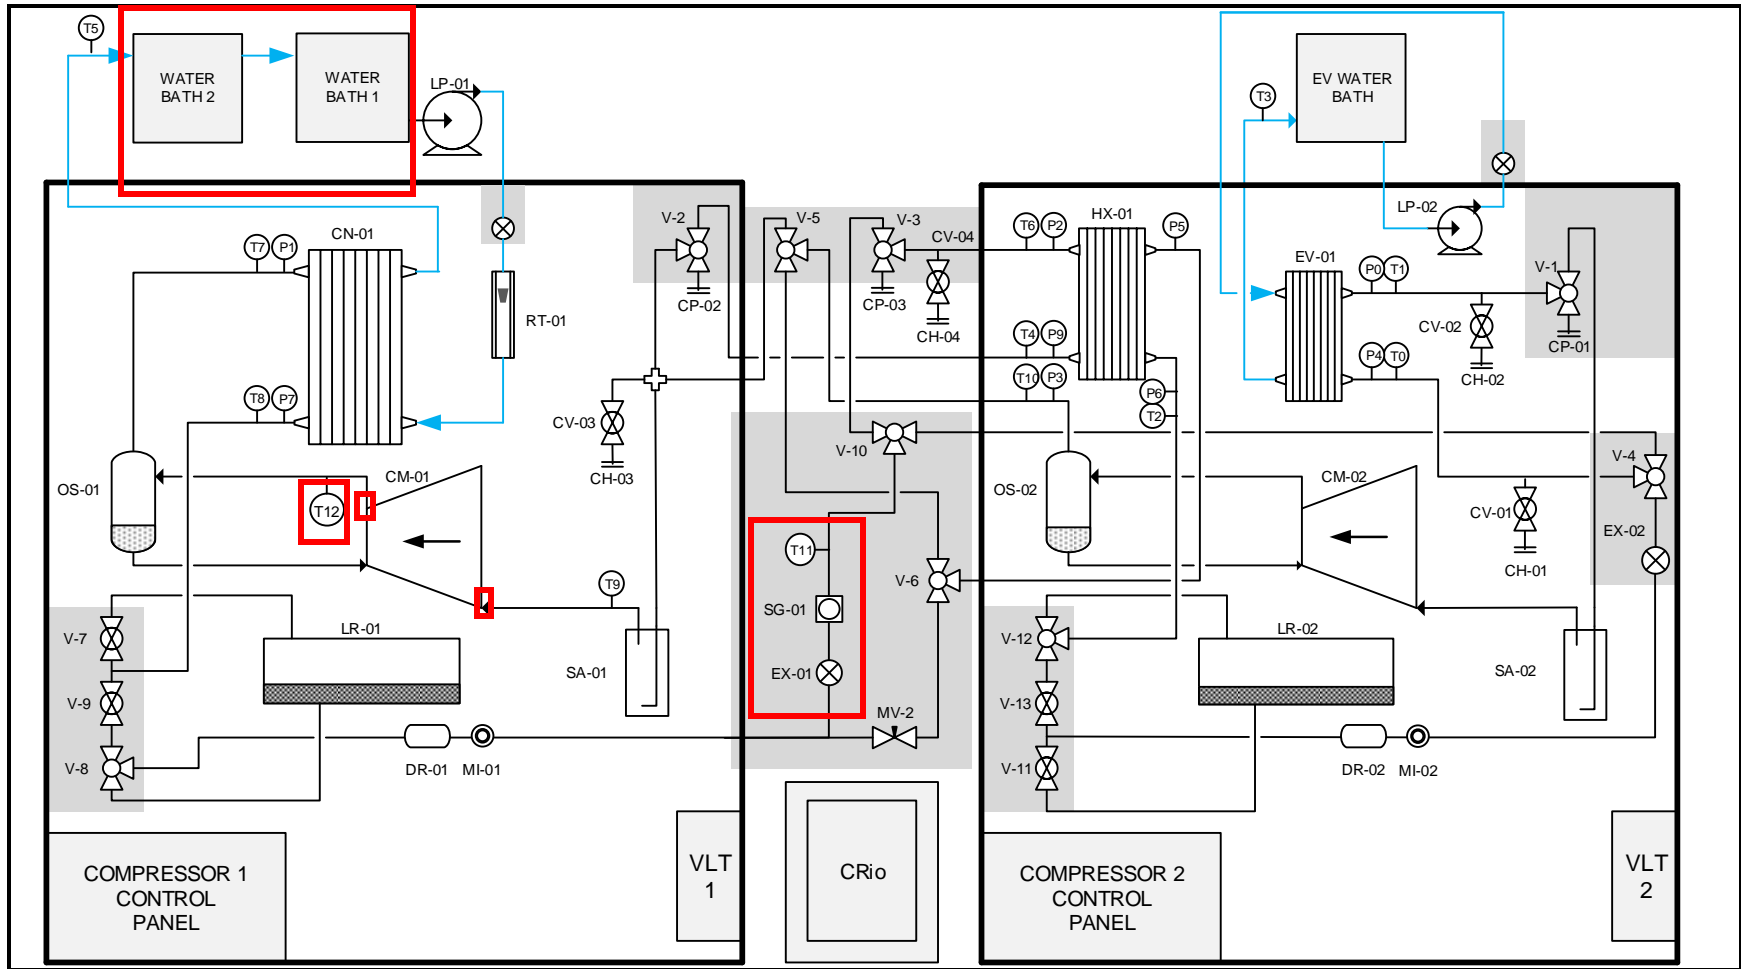 T5
WATER
BATH 2
WATER
BATH 1
LP-01
EV WATER
BATH
T3
LP-02
V-2
V-5
V-3
CV-04
T6
P2
HX-01
P5
T7
P1
CN-01
EV-01
P0
T1
V-1
CP-02
CP-03
CH-04
RT-01
CV-02
CP-01
T4
P9
P4
T0
CH-02
T10
P3
P6
T2
T8
P7
CV-03
V-10
V-4
OS-01
CM-01
CH-03
OS-02
CM-02
T12
CV-01
EX-02
T11
V-6
CH-01
T9
SG-01
V-7
LR-01
V-12
LR-02
SA-01
EX-01
SA-02
V-9
V-13
MV-2
V-8
DR-01
MI-01
V-11
DR-02
MI-02
COMPRESSOR 1
CONTROL
PANEL
VLT
1
CRio
COMPRESSOR 2
CONTROL
PANEL
VLT
2